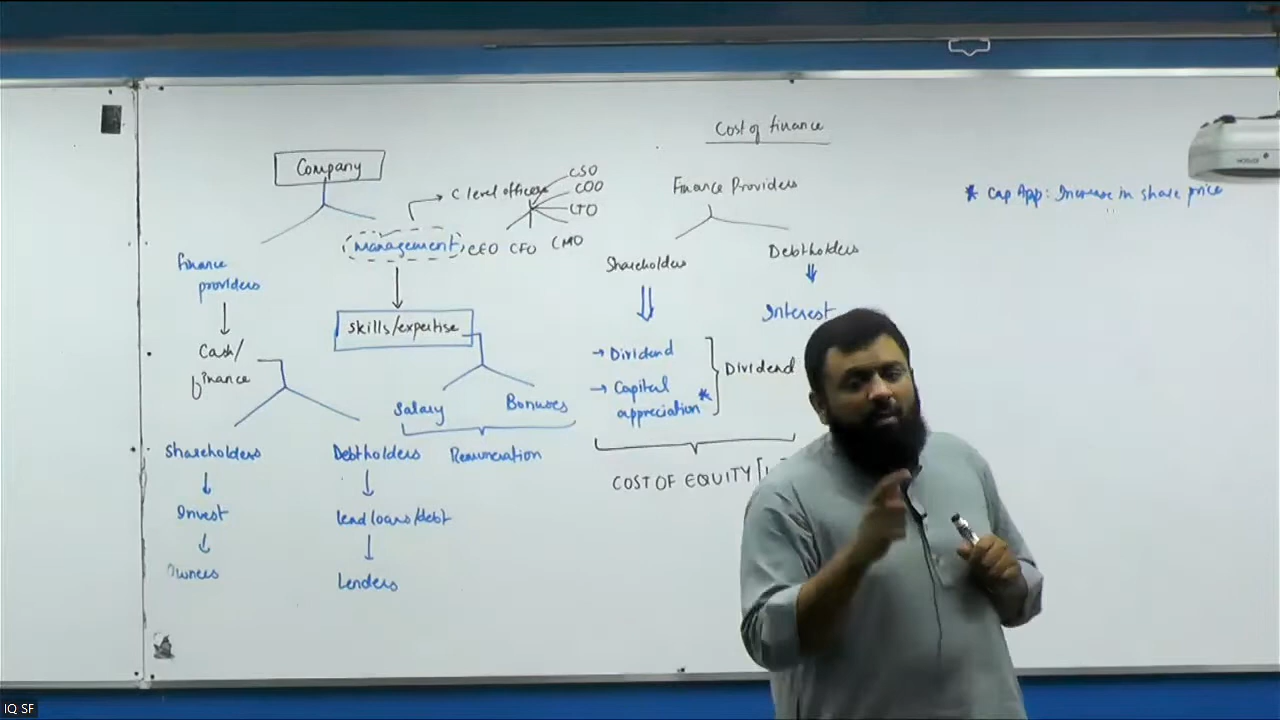 Cost of finance
Company
C level officers
CSO
COO
CTO
CMO
CFO
CEO
management
Finance
providers
Cash/
finance
Skills/expertise
Salary
Bonuses
Remuneration
Shareholders
Invest
Owners
Debtholders
lend loans/debt
Lenders
Finance Providers
Shareholders
→ Dividend
→ Capital
appreciation*
Dividend
COST OF EQUITY
Debtholders
Interest
* Cap App: Increase in share price
IQ SF